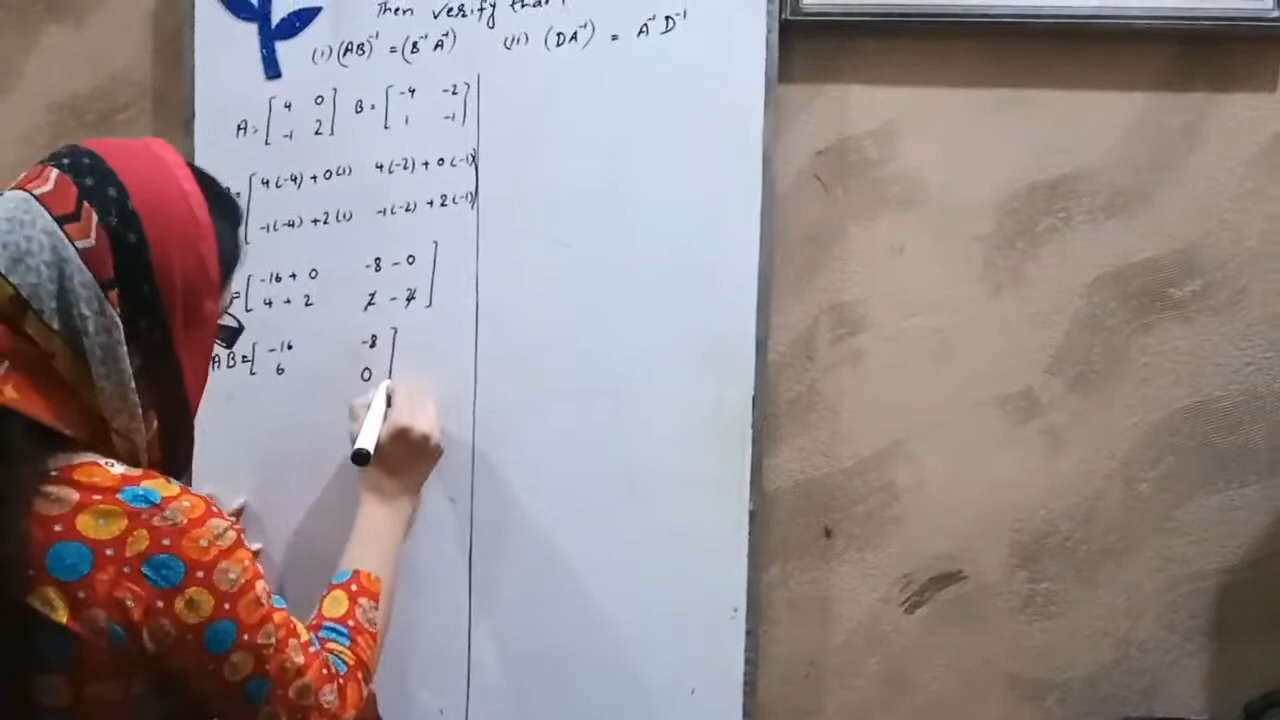 Then verify that
(i) (AB)⁻¹ = (B⁻¹ A⁻¹) (ii) (DA⁻¹) = A⁻¹ D⁻¹
A = [4 0] B = [-4 -2]
[-1 2] [1 -1]
= [4(-4) + 0(1) 4(-2) + 0(-1)]
[-1(-4) + 2(1) -1(-2) + 2(-1)]
= [-16 + 0 -8 - 0]
[4 + 2 2 - 2]
AB = [-16 -8]
[6 0]